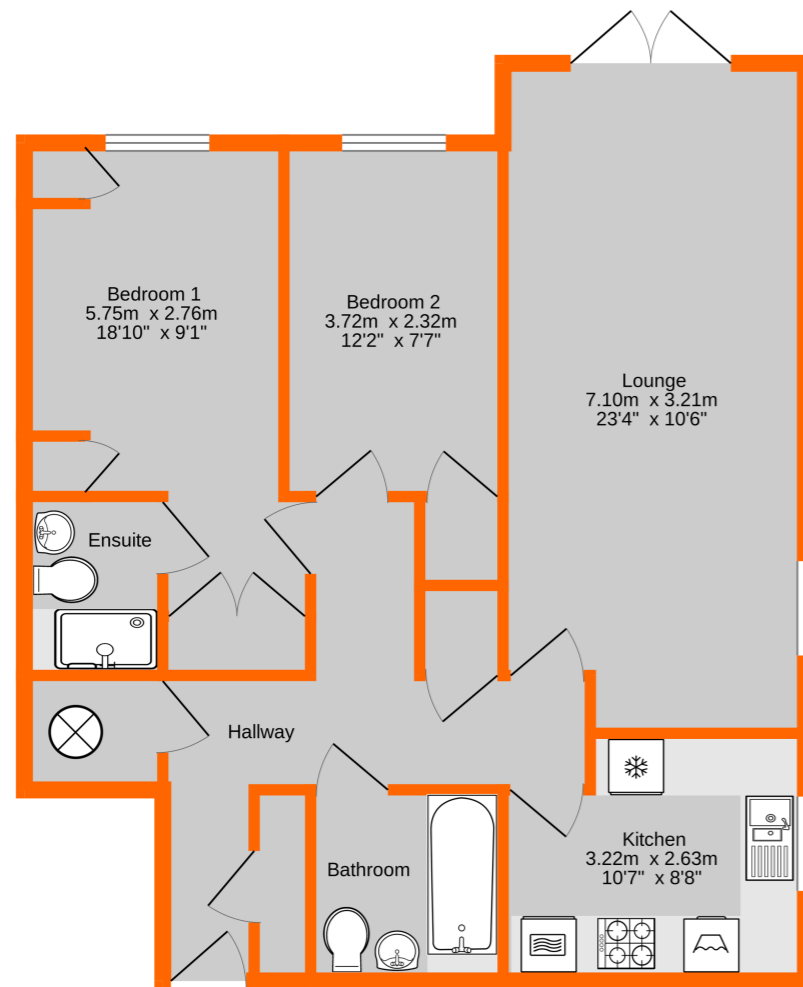 Bedroom 1
5.75m x 2.76m
18'10" x 9'1"
Bedroom 2
3.72m x 2.32m
12'2" x 7'7"
Lounge
7.10m x 3.21m
23'4" x 10'6"
Ensuite
Hallway
Bathroom
Kitchen
3.22m x 2.63m
10'7" x 8'8"